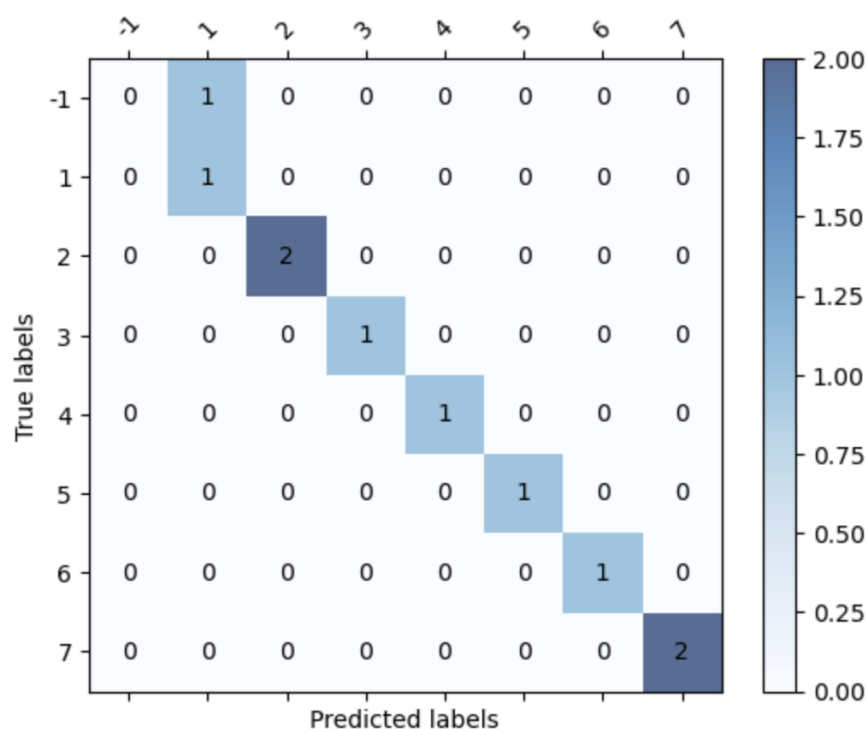 -1 1 2 3 4 5 6 7
-1 0 1 0 0 0 0 0 0
1 0 1 0 0 0 0 0 0
2 0 0 2 0 0 0 0 0
3 0 0 0 1 0 0 0 0
4 0 0 0 0 1 0 0 0
5 0 0 0 0 0 1 0 0
6 0 0 0 0 0 0 1 0
7 0 0 0 0 0 0 0 2
True labels
Predicted labels
2.00
1.75
1.50
1.25
1.00
0.75
0.50
0.25
0.00